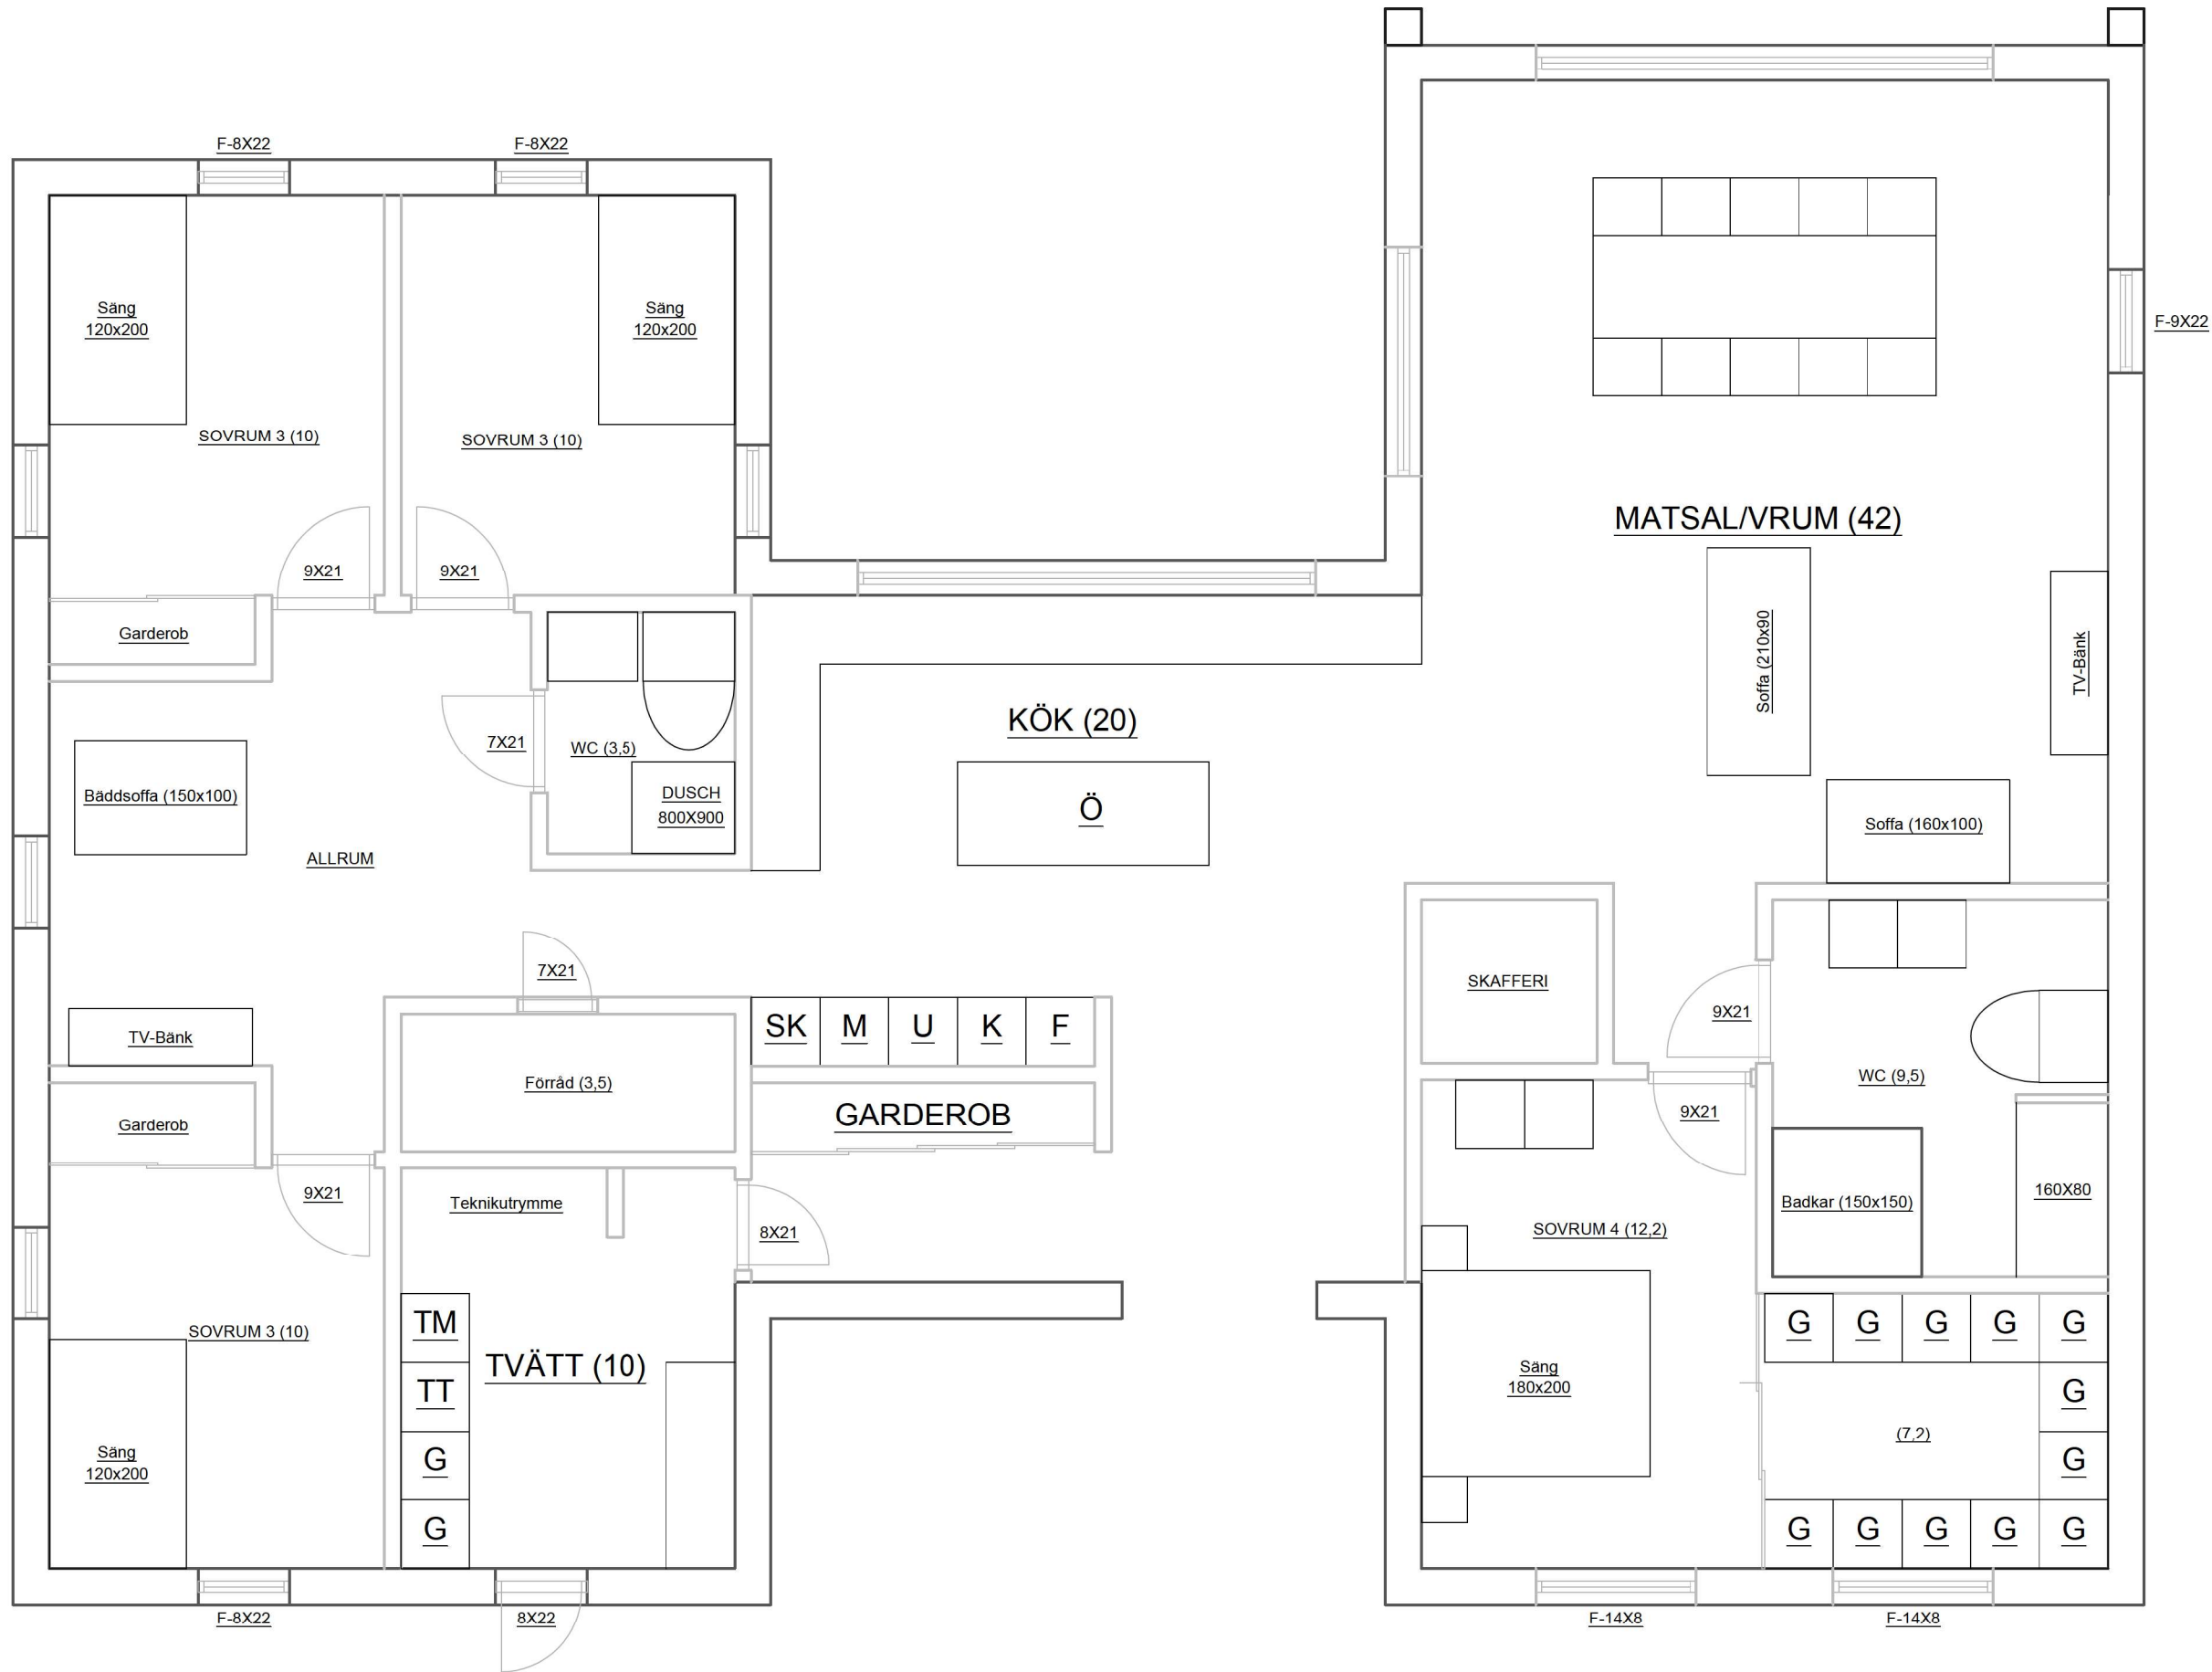 F-8X22
F-8X22
Säng
120x200
Säng
120x200
F-9X22
SOVRUM 3 (10)
SOVRUM 3 (10)
MATSAL/VRUM (42)
9X21
9X21
Garderob
Soffa (210x90
TV-Bänk
KÖK (20)
7X21
WC (3,5)
Bäddsoffa (150x100)
DUSCH
800X900
Ö
Soffa (160x100)
ALLRUM
7X21
SKAFFERI
TV-Bänk
SK
M
U
K
F
9X21
Förråd (3,5)
WC (9,5)
Garderob
GARDEROB
9X21
9X21
Teknikutrymme
8X21
SOVRUM 4 (12,2)
Badkar (150x150)
160X80
SOVRUM 3 (10)
TM
G
G
G
G
G
TVÄTT (10)
Säng
180x200
TT
G
(7,2)
Säng
120x200
G
G
G
G
G
G
G
G
F-8X22
8X22
F-14X8
F-14X8